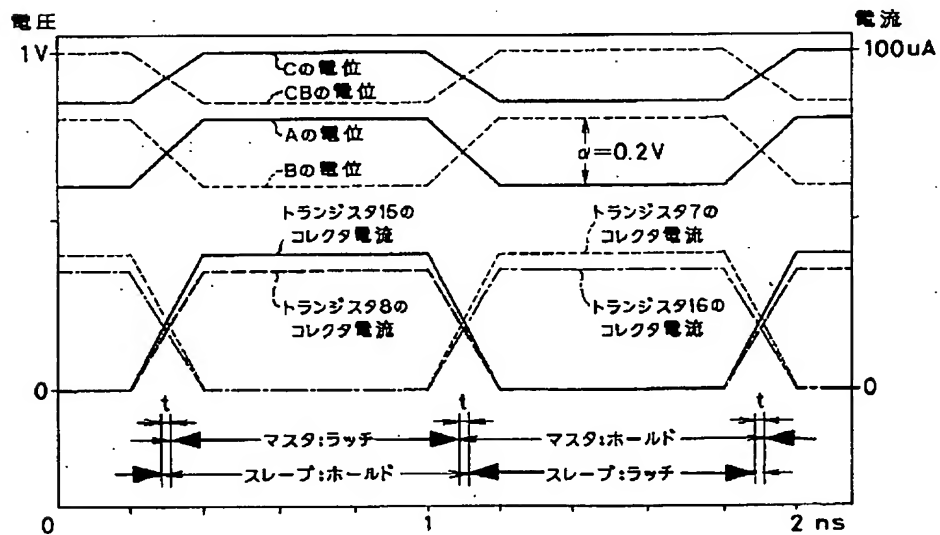 電圧
電流
1V
100uA
Cの電位
CBの電位
Aの電位
α=0.2V
Bの電位
トランジスタ15の
コレクタ電流
トランジスタ7の
コレクタ電流
トランジスタ8の
コレクタ電流
トランジスタ16の
コレクタ電流
0
0
t
t
t
マスタ:ラッチ
マスタ:ホールド
スレーブ:ホールド
スレーブ:ラッチ
0
1
2 ns